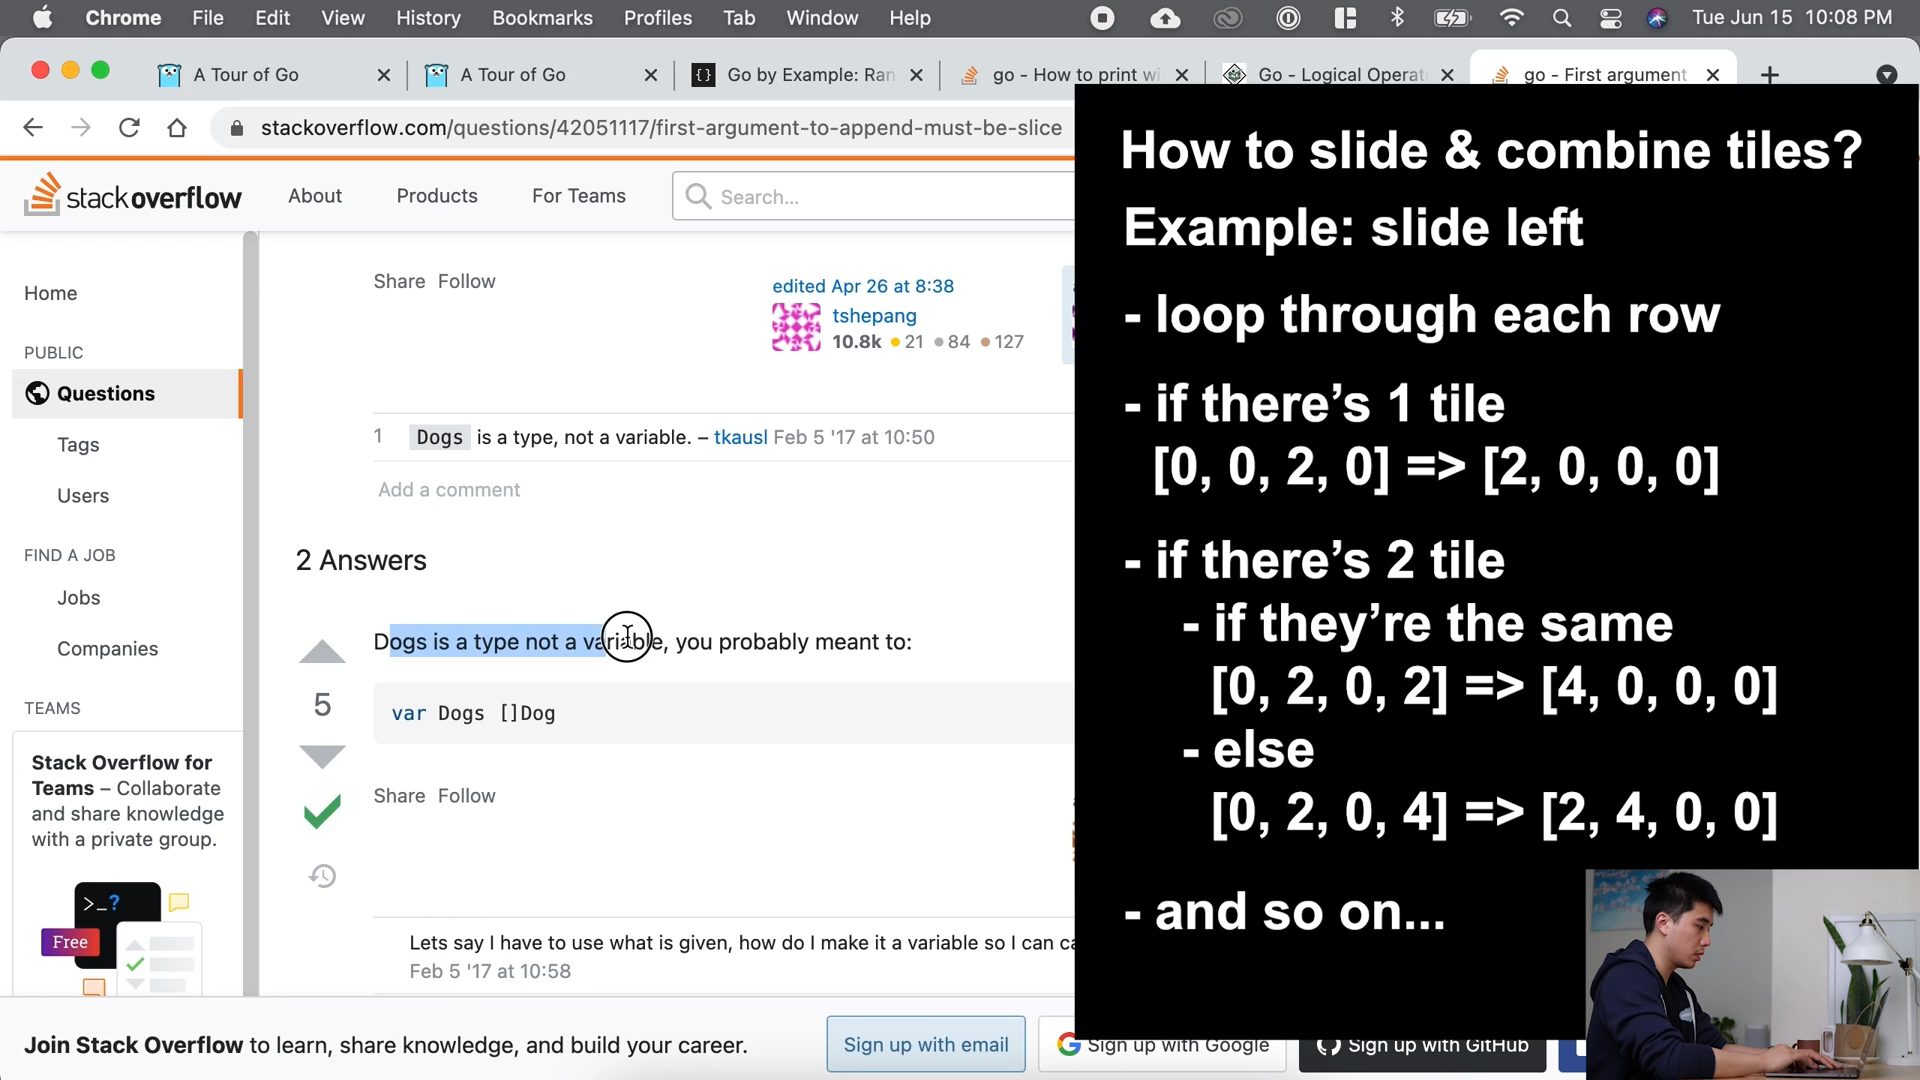 Chrome File Edit View History Bookmarks Profiles Tab Window Help Tue Jun 15 10:08 PM
A Tour of Go
A Tour of Go
Go by Example: Ran
go - How to print wi
Go - Logical Operat
go - First argument
stackoverflow.com/questions/42051117/first-argument-to-append-must-be-slice
stackoverflow
About
Products
For Teams
Search...
Home
PUBLIC
Questions
Tags
Users
FIND A JOB
Jobs
Companies
TEAMS
Stack Overflow for
Teams – Collaborate
and share knowledge
with a private group.
>_?
Free
Share Follow
edited Apr 26 at 8:38
tshepang
10.8k 21 84 127
1 Dogs is a type, not a variable. – tkausl Feb 5 '17 at 10:50
Add a comment
2 Answers
Dogs is a type not a variable, you probably meant to:
5
var Dogs []Dog
Share Follow
Lets say I have to use what is given, how do I make it a variable so I can
Feb 5 '17 at 10:58
Join Stack Overflow to learn, share knowledge, and build your career.
Sign up with email
Sign up with Google
Sign up with GitHub
How to slide & combine tiles?
Example: slide left
- loop through each row
- if there's 1 tile
[0, 0, 2, 0] => [2, 0, 0, 0]
- if there's 2 tile
- if they're the same
[0, 2, 0, 2] => [4, 0, 0, 0]
- else
[0, 2, 0, 4] => [2, 4, 0, 0]
- and so on...